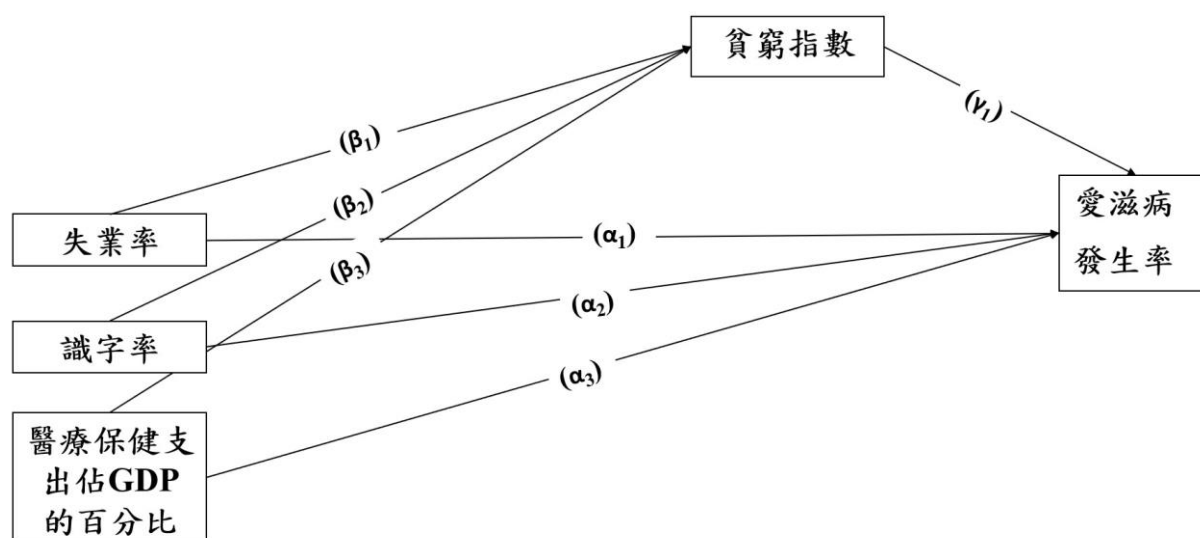 貧窮指數
(γ₁)
(β₁)
(β₂)
(β₃)
失業率
(α₁)
愛滋病
發生率
識字率
(α₂)
(α₃)
醫療保健支
出佔GDP
的百分比